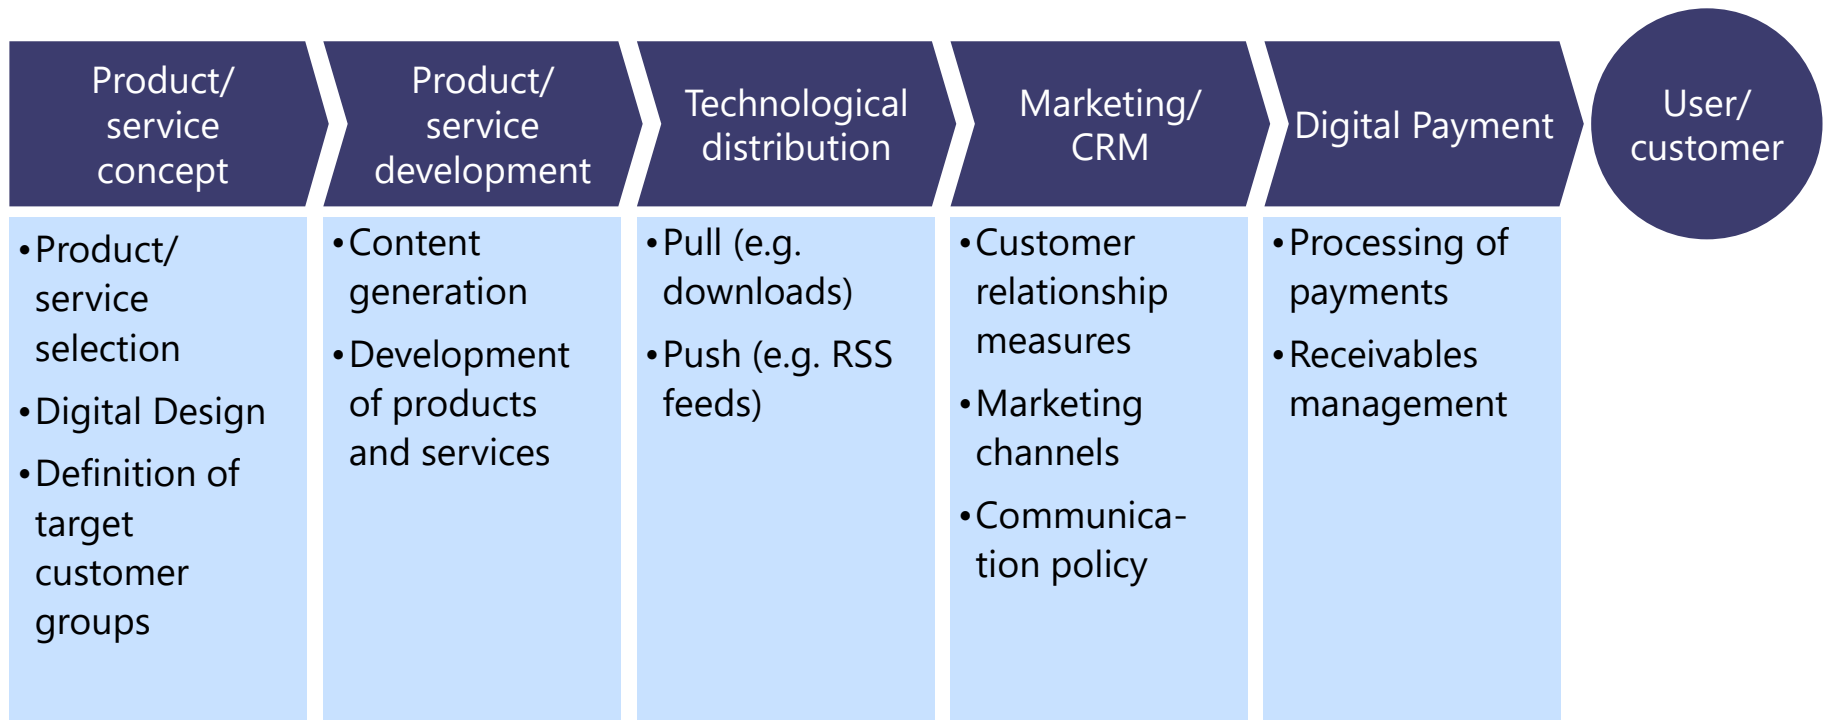 Product/
service
concept
Product/
service
development
Technological
distribution
Marketing/
CRM
Digital Payment
User/
customer
•Product/
service
selection
•Digital Design
•Definition of
target
customer
groups
•Content
generation
•Development
of products
and services
•Pull (e.g.
downloads)
•Push (e.g. RSS
feeds)
•Customer
relationship
measures
•Marketing
channels
•Communica-
tion policy
•Processing of
payments
•Receivables
management